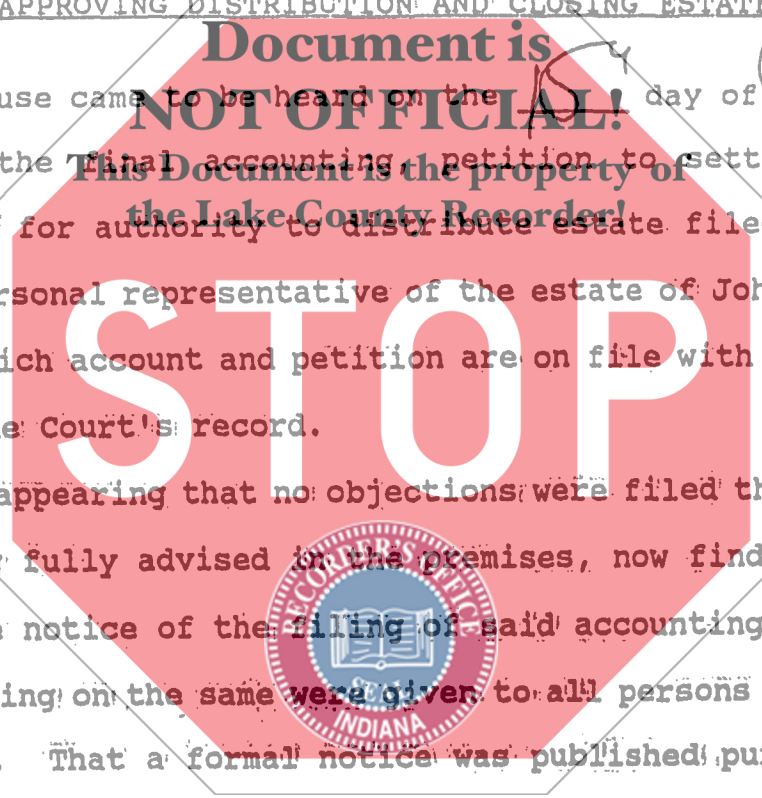 APPROVING DISTRIBUTION AND CLOSING ESTATE
Document is
use came to be heard on the day of
NOT OFFICIAL!
the final accounting, petition to sett
This Document is the property of
for authority to distribute estate file
the Lake County Recorder!
rsonal representative of the estate of Joh
STOP
ich account and petition are on file with
e Court's record.
appearing that no objections were filed th
fully advised in the premises, now find
notice of the filing of said accounting
ing on the same were given to all persons
That a formal notice was published pu
RECORDER'S OFFICE
SEAL
INDIANA